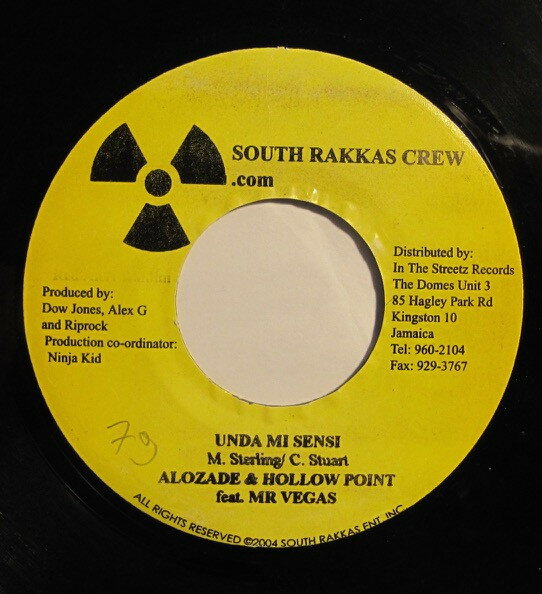 SOUTH RAKKAS CREW
.com
Produced by:
Dow Jones, Alex G
and Riprock
Production co-ordinator:
Ninja Kid
Distributed by:
In The Streetz Records
The Domes Unit 3
85 Hagley Park Rd
Kingston 10
Jamaica
Tel: 960-2104
Fax: 929-3767
79
UNDA MI SENSI
M. Sterling/ C. Stuart
ALOZADE & HOLLOW POINT
feat. MR VEGAS
ALL RIGHTS RESERVED ©2004 SOUTH RAKKAS ENT. INC.